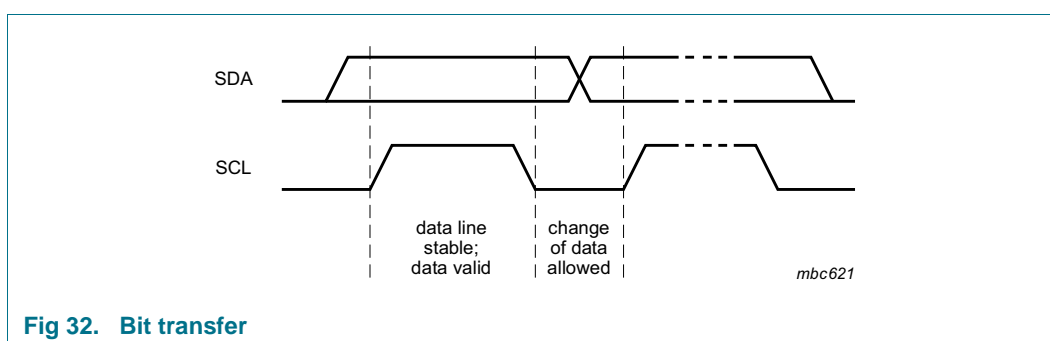 SDA
SCL
data line
stable;
data valid
change
of data
allowed
mbc621
Fig 32. Bit transfer